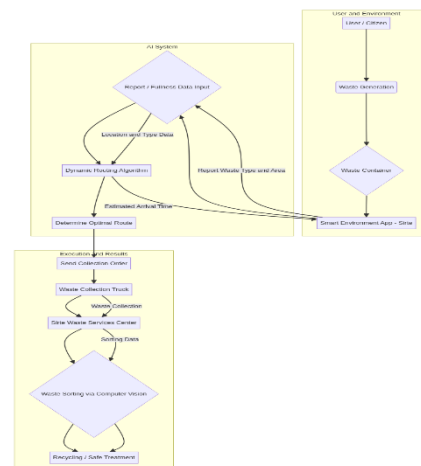 User and Environment
User / Citizen
Waste Generation
Waste Container
Smart Environment App - Sirte
AI System
Report / Fullness Data Input
Location and Type Data
Dynamic Routing Algorithm
Report Waste Type and Area
Estimated Arrival Time
Determine Optimal Route
Execution and Results
Send Collection Order
Waste Collection Truck
Waste Collection
Sirte Waste Services Center
Sorting Data
Waste Sorting via Computer Vision
Recycling / Safe Treatment